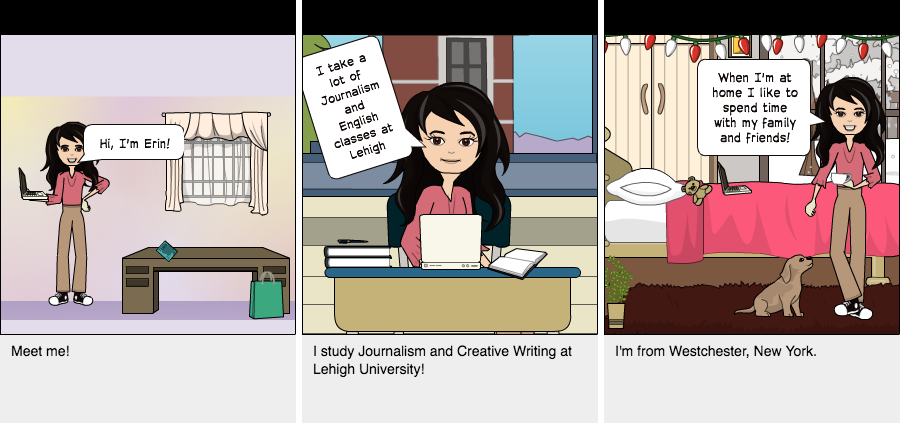 Hi, I'm Erin!
Meet me!
I take a
lot of
Journalism
and
English
classes at
Lehigh
I study Journalism and Creative Writing at
Lehigh University!
When I'm at
home I like to
spend time
with my family
and friends!
I'm from Westchester, New York.